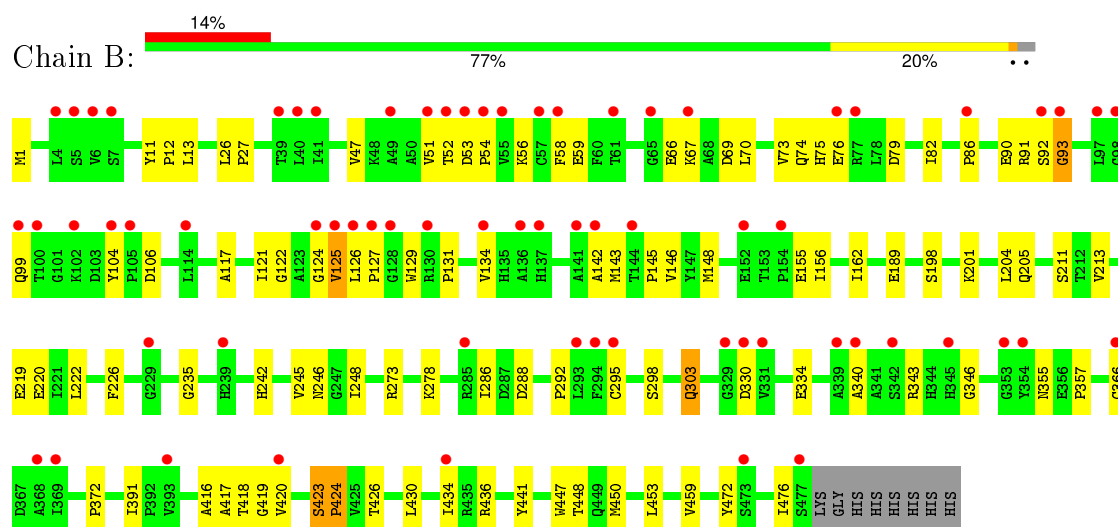 14%
Chain B:
77% 20% • •
M1 L4 S5 V6 S7 Y11 P12 L13 L26 P27 T39 L40 I41 V47 K48 A49 A50 V51 T52 D53 P54 V55 K56 C57 F58 E59 F60 T61 G65 E66 K67 A68 D69 L70 V73 Q74 H75 E76 R77 L78 D79 I82 P86 E90 R91 S92 G93 L97
Q99 T100 G101 K102 D103 Y104 P105 D106 L114 A117 I121 G122 A123 G124 V125 L126 P127 G128 W129 R130 P131 V134 H135 A136 H137 A141 A142 M143 T144 P145 V146 Y147 M148 E152 T153 P154 E155 I156 I162 E189 S198 K201 L204 Q205 S211 T212 V213
E219 E220 I221 L222 F226 G229 G235 H239 H242 V245 N246 G247 I248 R273 K278 R285 I286 D287 D288 P292 L293 F294 C295 S298 Q303 G329 D330 V331 E334 A339 A340 A341 S342 R343 H344 H345 G346 G353 Y354 N355 E356 P357
D367 A368 I369 P372 I391 P392 V393 A416 A417 T418 G419 V420 S423 P424 V425 T426 L430 I434 R435 R436 Y441 W447 T448 Q449 M450 L453 V459 Y472 S473 I476 S477 LYS GLY HIS HIS HIS HIS HIS HIS